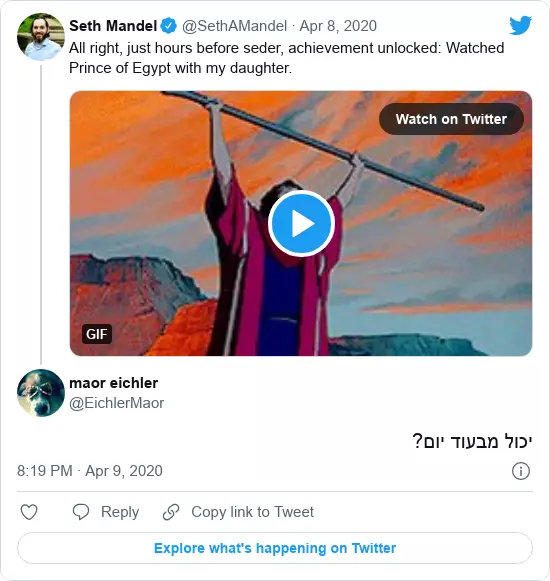 Seth Mandel @SethAMandel · Apr 8, 2020
All right, just hours before seder, achievement unlocked: Watched
Prince of Egypt with my daughter.
Watch on Twitter
GIF
maor eichler
@EichlerMaor
יכול מבעוד יום?
8:19 PM · Apr 9, 2020
Reply
Copy link to Tweet
Explore what's happening on Twitter